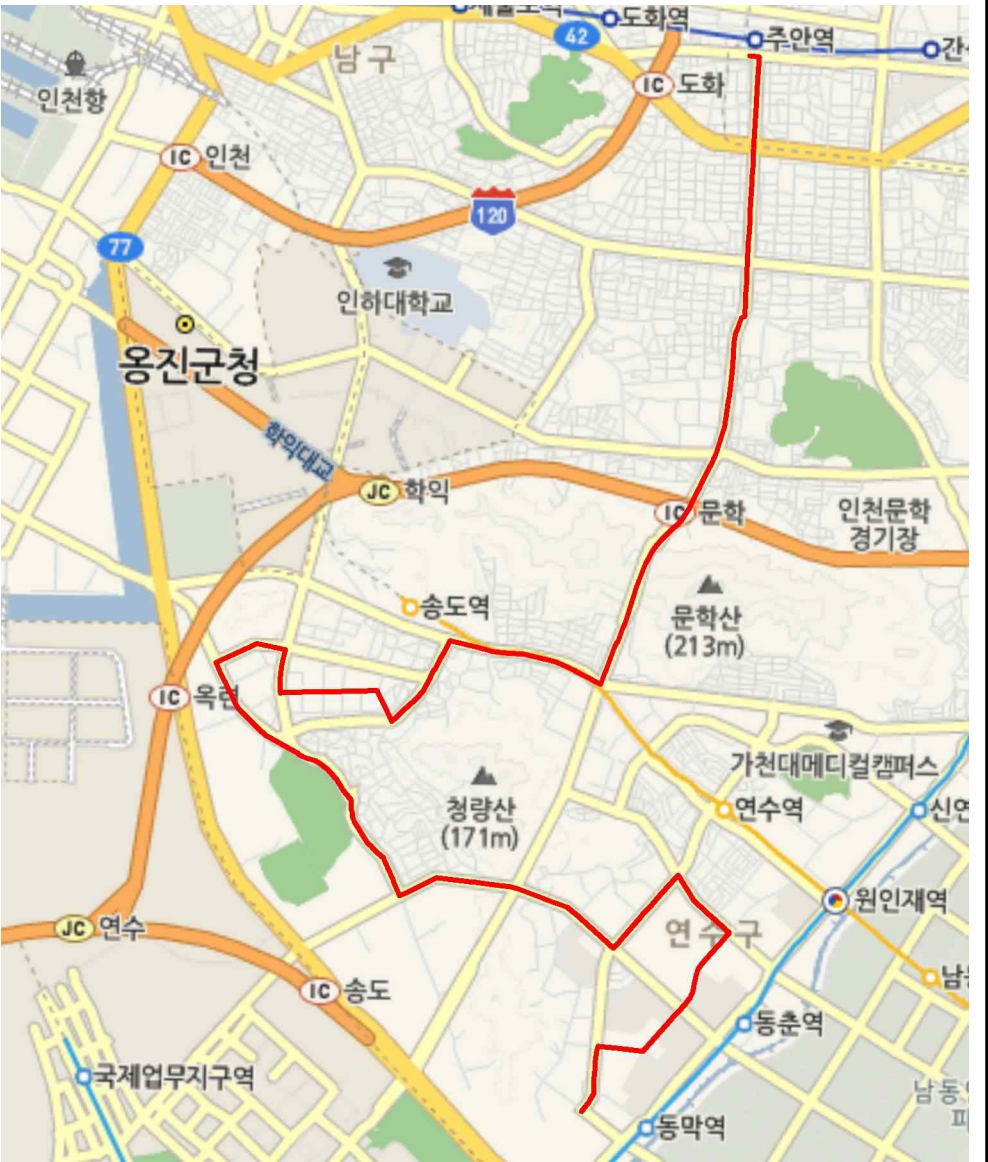 도화역
주안역
42
남구
인천항
IC 도화
IC 인천
120
77
인하대학교
옹진군청
학익대교
JC 학익
IC 문학
인천문학
경기장
송도역
문학산
(213m)
IC 옥련
가천대메디컬캠퍼스
청량산
(171m)
연수역
원인재역
연수구
JC 연수
IC 송도
동춘역
국제업무지구역
동막역